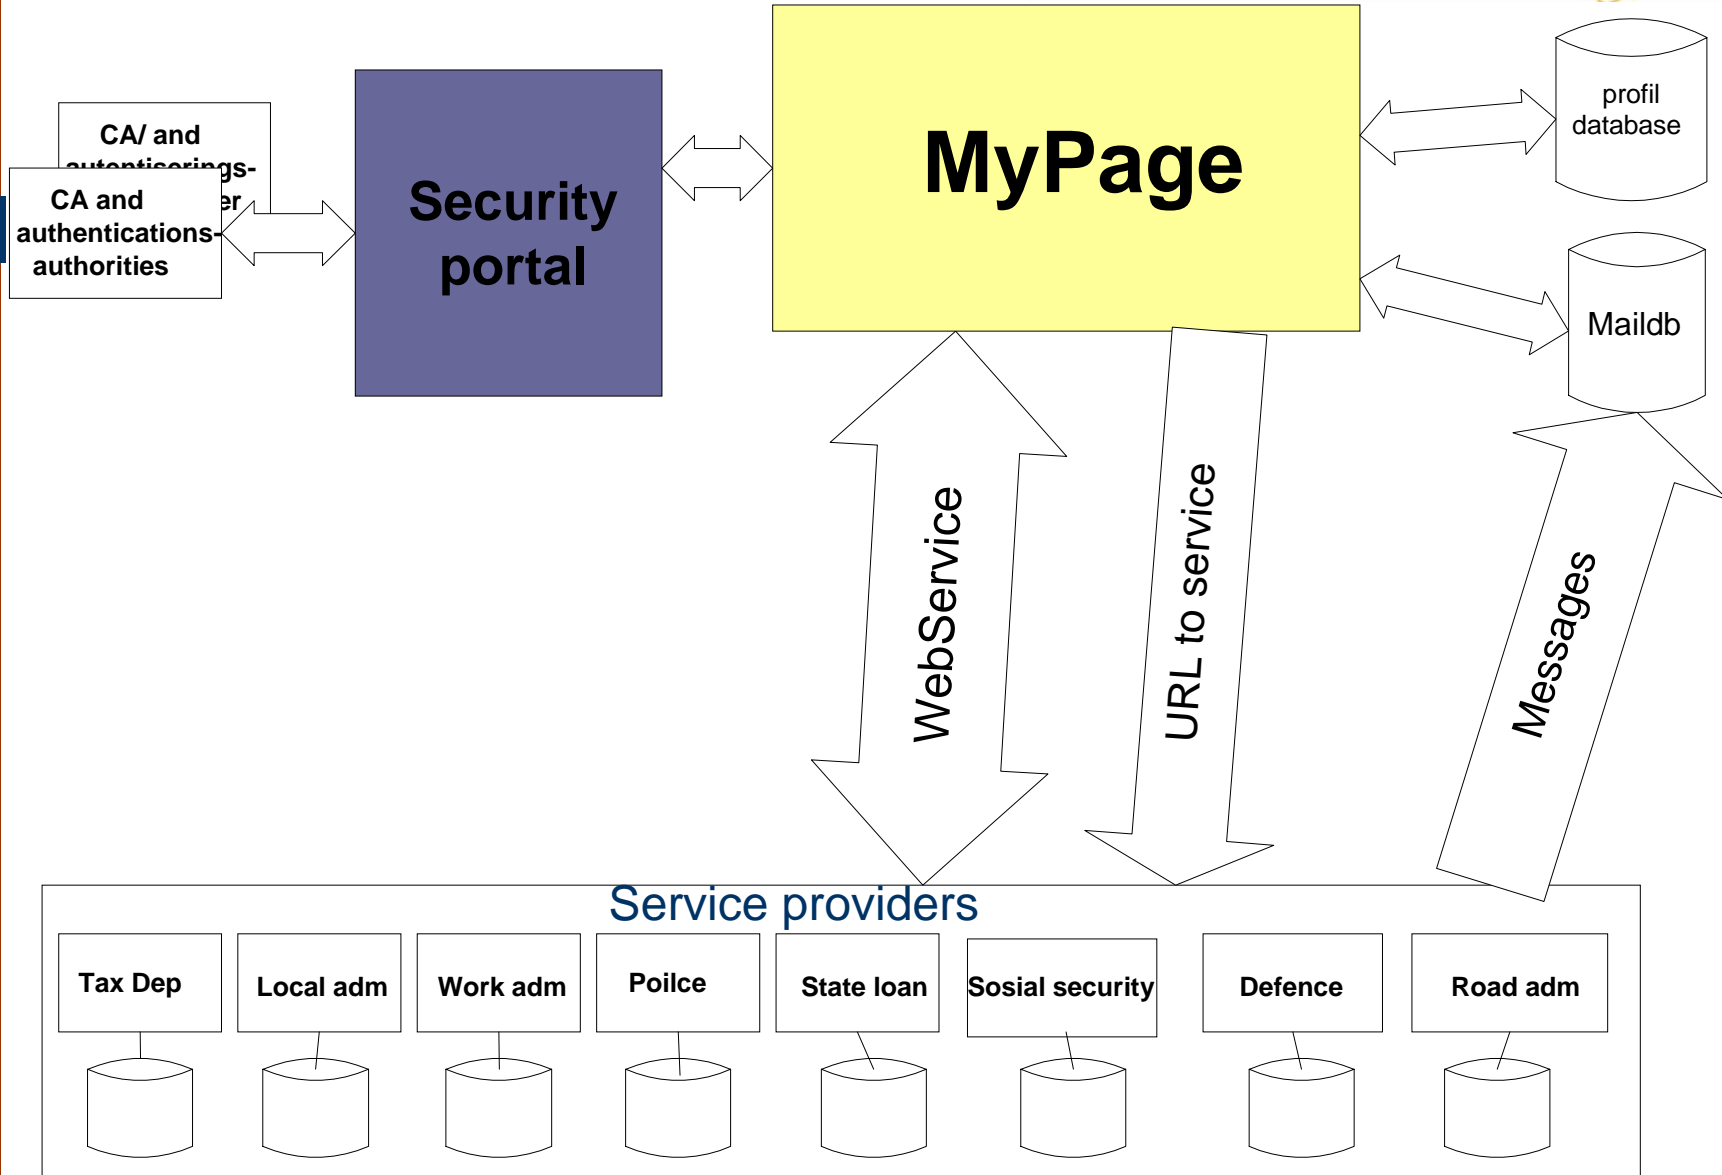 CA/ and
CA and
authentications-
authorities
Security
portal
MyPage
profil
database
Maildb
WebService
URL to service
Messages
Service providers
Tax Dep
Local adm
Work adm
Poilce
State loan
Sosial security
Defence
Road adm